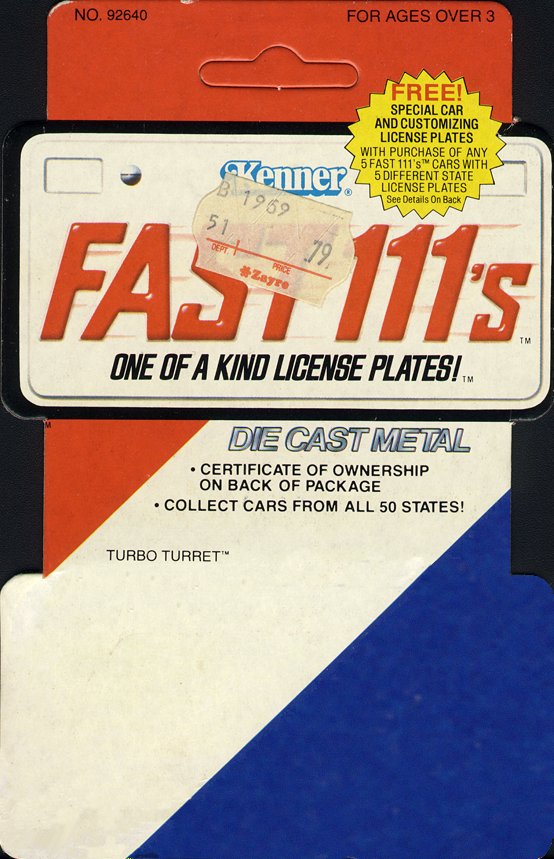 NO. 92640
FOR AGES OVER 3
FREE!
SPECIAL CAR
AND CUSTOMIZING
LICENSE PLATES
WITH PURCHASE OF ANY
5 FAST 111's™ CARS WITH
5 DIFFERENT STATE
LICENSE PLATES
See Details On Back
Kenner®
B 1969
51
.79
DEPT.
PRICE
#Zayre
FAST 111's™
ONE OF A KIND LICENSE PLATES!™
M
DIE CAST METAL
• CERTIFICATE OF OWNERSHIP
ON BACK OF PACKAGE
• COLLECT CARS FROM ALL 50 STATES!
TURBO TURRET™